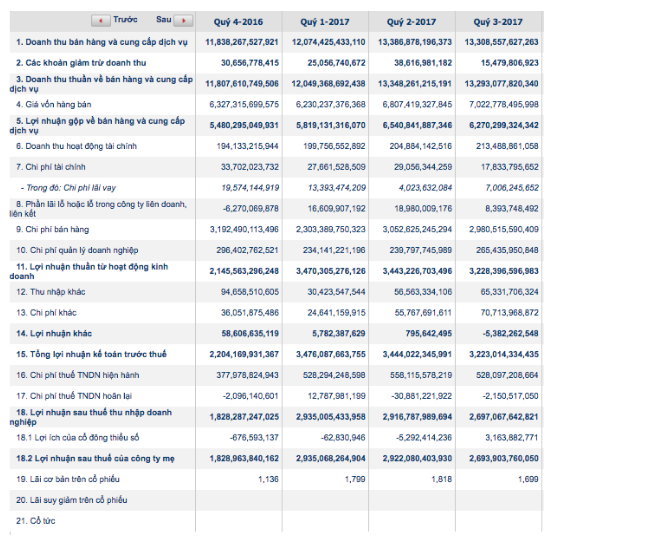 Trước Sau Quý 4-2016 Quý 1-2017 Quý 2-2017 Quý 3-2017
1. Doanh thu bán hàng và cung cấp dịch vụ 11,838,267,527,921 12,074,425,433,110 13,386,878,196,373 13,308,557,627,263
2. Các khoản giảm trừ doanh thu 30,656,778,415 25,056,740,672 38,616,981,182 15,479,806,923
3. Doanh thu thuần về bán hàng và cung cấp
dịch vụ 11,807,610,749,506 12,049,368,692,438 13,348,261,215,191 13,293,077,820,340
4. Giá vốn hàng bán 6,327,315,699,575 6,230,237,376,368 6,807,419,327,845 7,022,778,495,998
5. Lợi nhuận gộp về bán hàng và cung cấp
dịch vụ 5,480,295,049,931 5,819,131,316,070 6,540,841,887,346 6,270,299,324,342
6. Doanh thu hoạt động tài chính 194,133,215,944 199,756,552,892 204,884,142,516 213,488,861,058
7. Chi phí tài chính 33,702,023,732 27,661,528,509 29,056,344,259 17,833,795,652
- Trong đó: Chi phí lãi vay 19,574,144,919 13,393,474,209 4,023,632,084 7,006,245,652
8. Phần lãi lỗ hoặc lỗ trong công ty liên doanh,
liên kết -6,270,069,878 16,609,907,192 18,980,009,176 8,393,748,492
9. Chi phí bán hàng 3,192,490,113,496 2,303,389,750,323 3,052,625,245,294 2,980,515,590,409
10. Chi phí quản lý doanh nghiệp 296,402,762,521 234,141,221,196 239,797,745,989 265,435,950,848
11. Lợi nhuận thuần từ hoạt động kinh
doanh 2,145,563,296,248 3,470,305,276,126 3,443,226,703,496 3,228,396,596,983
12. Thu nhập khác 94,658,510,605 30,423,547,544 56,563,334,106 65,331,706,324
13. Chi phí khác 36,051,875,486 24,641,159,915 55,767,691,611 70,713,968,872
14. Lợi nhuận khác 58,606,635,119 5,782,387,629 795,642,495 -5,382,262,548
15. Tổng lợi nhuận kế toán trước thuế 2,204,169,931,367 3,476,087,663,755 3,444,022,345,991 3,223,014,334,435
16. Chi phí thuế TNDN hiện hành 377,978,824,943 528,294,248,598 558,115,578,219 528,097,208,664
17. Chi phí thuế TNDN hoãn lại -2,096,140,601 12,787,981,199 -30,881,221,922 -2,150,517,050
18. Lợi nhuận sau thuế thu nhập doanh
nghiệp 1,828,287,247,025 2,935,005,433,958 2,916,787,989,694 2,697,067,642,821
18.1 Lợi ích của cổ đông thiểu số -676,593,137 -62,830,946 -5,292,414,236 3,163,882,771
18.2 Lợi nhuận sau thuế của công ty mẹ 1,828,963,840,162 2,935,068,264,904 2,922,080,403,930 2,693,903,760,050
19. Lãi cơ bản trên cổ phiếu 1,136 1,799 1,818 1,699
20. Lãi suy giảm trên cổ phiếu
21. Cổ tức